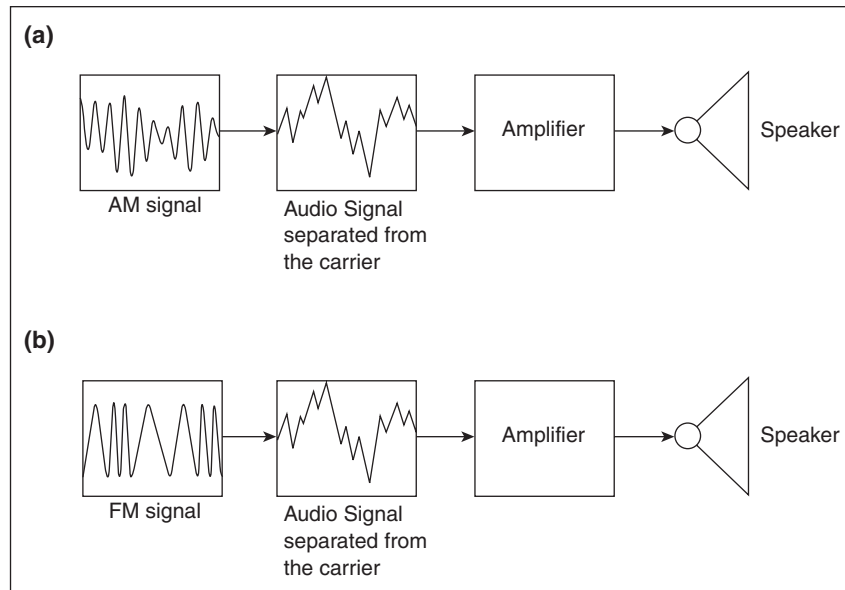 (a)
AM signal
Audio Signal
separated from
the carrier
Amplifier
Speaker
(b)
FM signal
Audio Signal
separated from
the carrier
Amplifier
Speaker